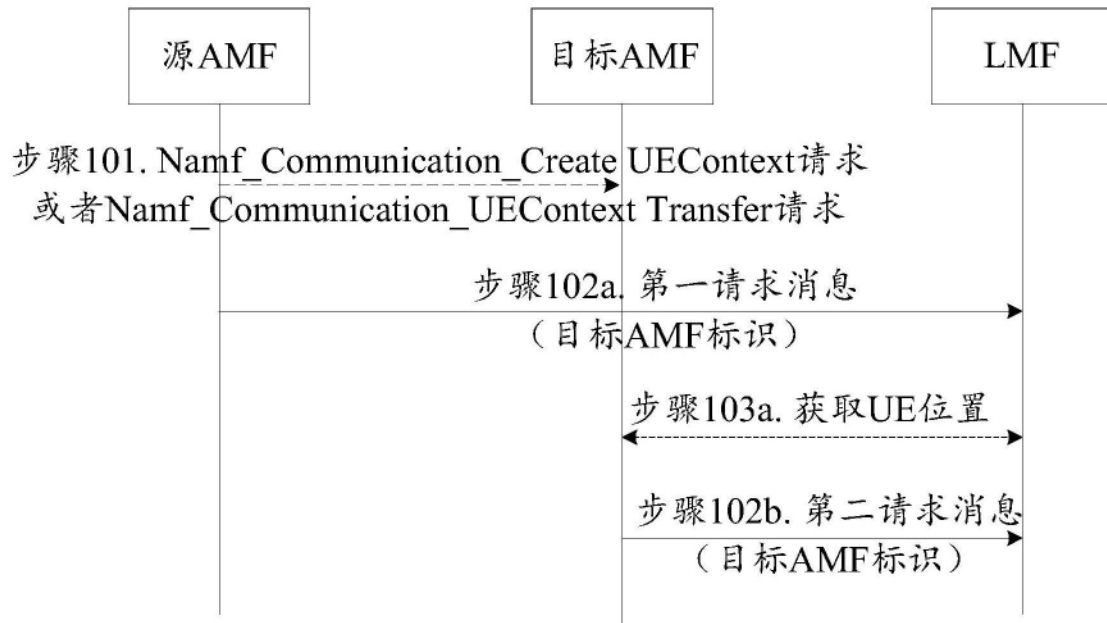 源AMF
目标AMF
LMF
步骤101. Namf_Communication_Create UEContext请求
或者Namf_Communication_UEContext Transfer请求
步骤102a. 第一请求消息
（目标AMF标识）
步骤103a. 获取UE位置
步骤102b. 第二请求消息
（目标AMF标识）